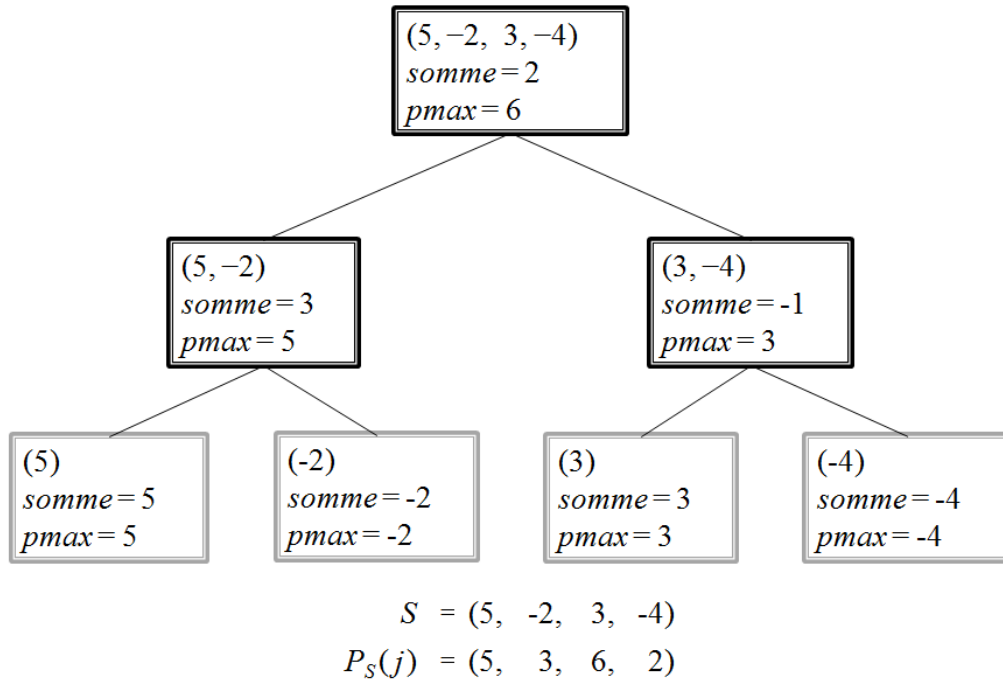 (5, −2, 3, −4)
somme = 2
pmax = 6
(5, −2)
somme = 3
pmax = 5
(3, −4)
somme = -1
pmax = 3
(5)
somme = 5
pmax = 5
(-2)
somme = -2
pmax = -2
(3)
somme = 3
pmax = 3
(-4)
somme = -4
pmax = -4
S = (5, -2, 3, -4)
P_S(j) = (5, 3, 6, 2)